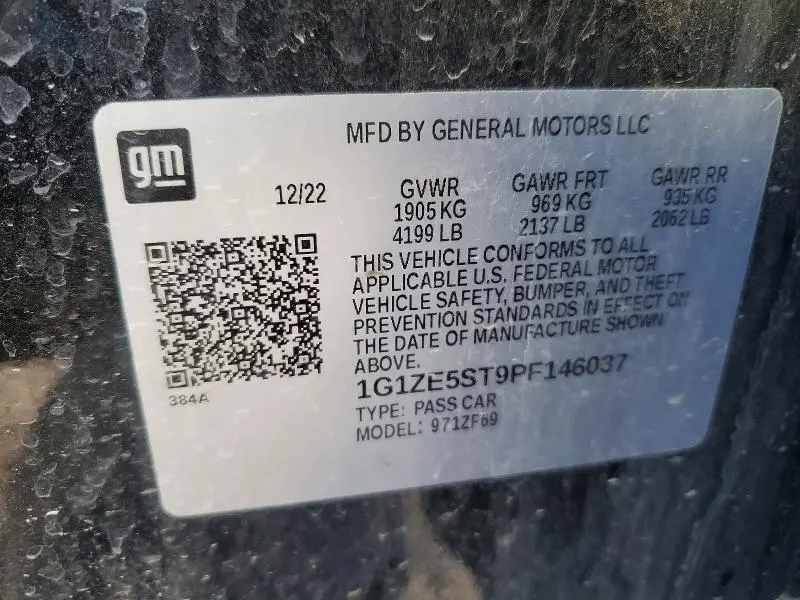 gm
MFD BY GENERAL MOTORS LLC
12/22
GVWR
1905 KG
4199 LB
GAWR FRT
969 KG
2137 LB
GAWR RR
935 KG
2062 LB
THIS VEHICLE CONFORMS TO ALL
APPLICABLE U.S. FEDERAL MOTOR
VEHICLE SAFETY, BUMPER, AND THEFT
PREVENTION STANDARDS IN EFFECT ON
THE DATE OF MANUFACTURE SHOWN
ABOVE.
1G1ZE5ST9PF146037
TYPE: PASS CAR
MODEL: 971ZF69
384A